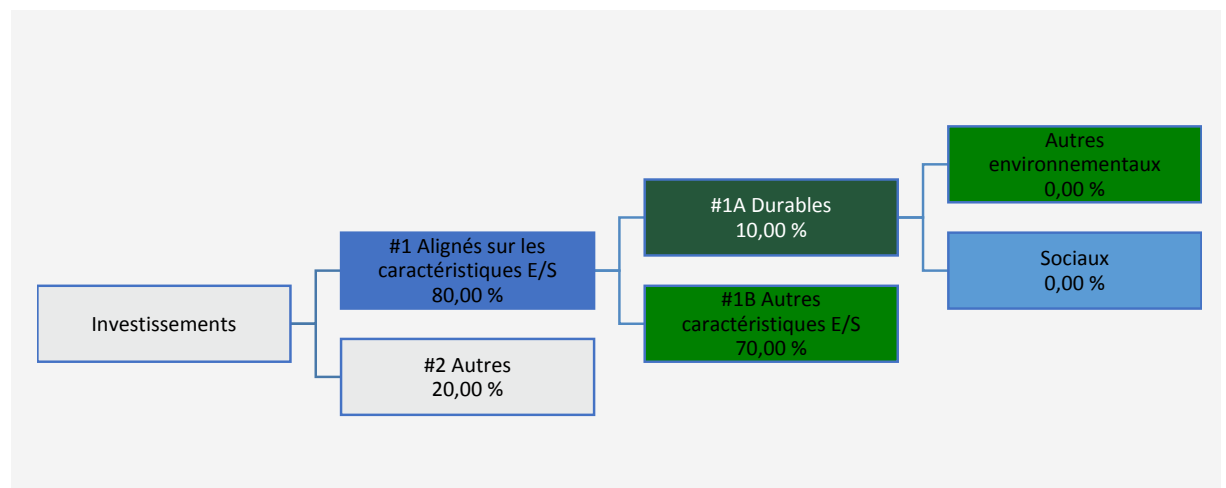 Investissements
#1 Alignés sur les
caractéristiques E/S
80,00 %
#2 Autres
20,00 %
#1A Durables
10,00 %
#1B Autres
caractéristiques E/S
70,00 %
Autres
environnementaux
0,00 %
Sociaux
0,00 %